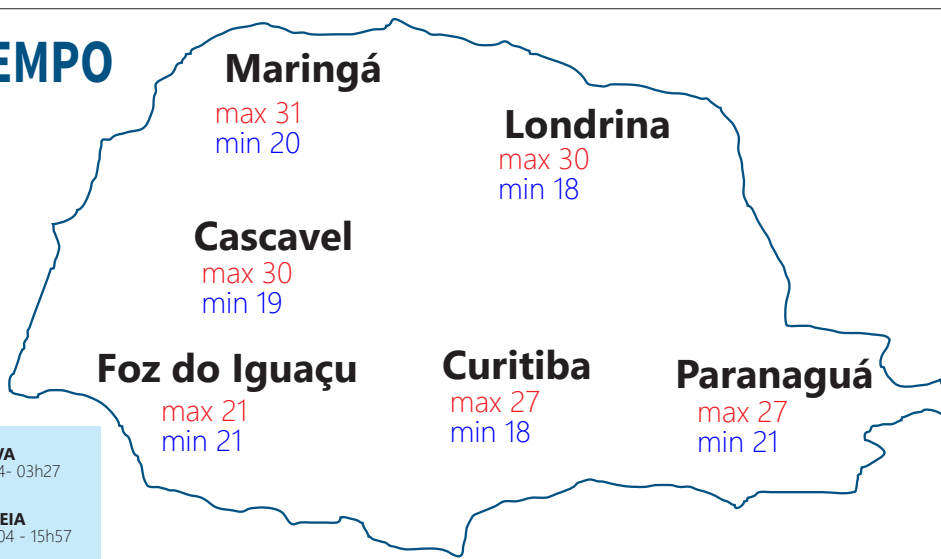 EMPO
Maringá
max 31
min 20
Londrina
max 30
min 18
Cascavel
max 30
min 19
Foz do Iguaçu
max 21
min 21
Curitiba
max 27
min 18
Paranaguá
max 27
min 21
VA
4- 03h27
EIA
04 - 15h57